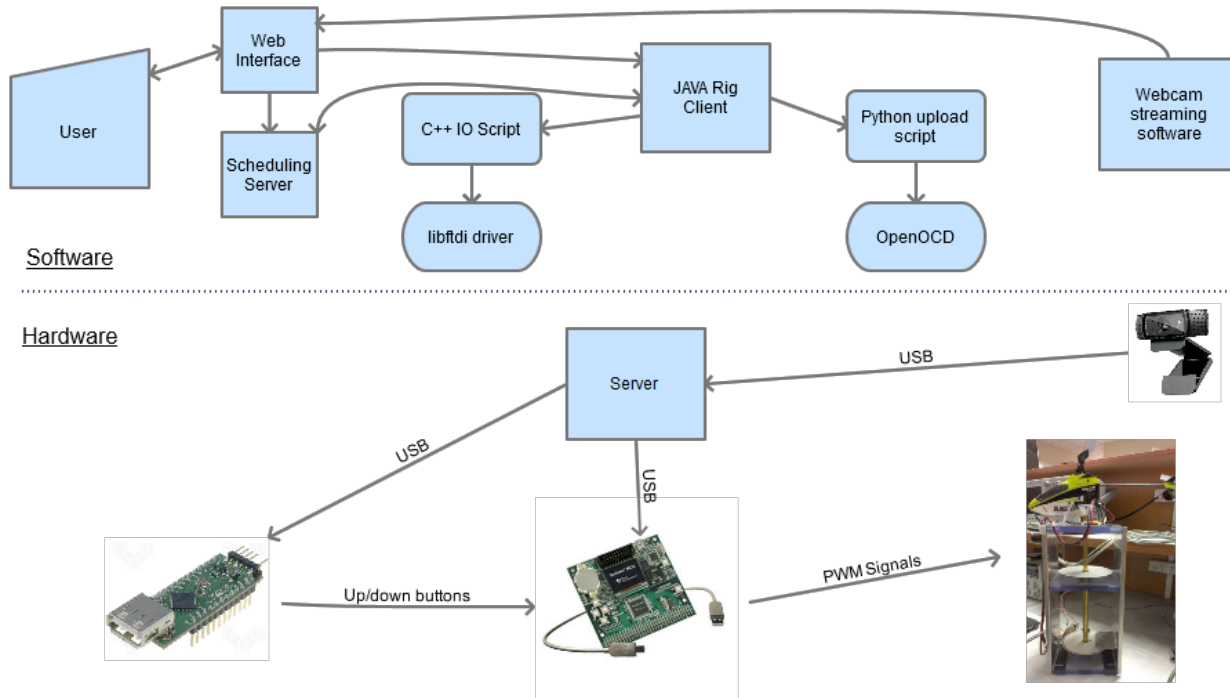 Web
Interface
User
Scheduling
Server
C++ IO Script
libftdi driver
JAVA Rig
Client
Python upload
script
OpenOCD
Webcam
streaming
software
Software
Hardware
Server
USB
USB
USB
Up/down buttons
PWM Signals